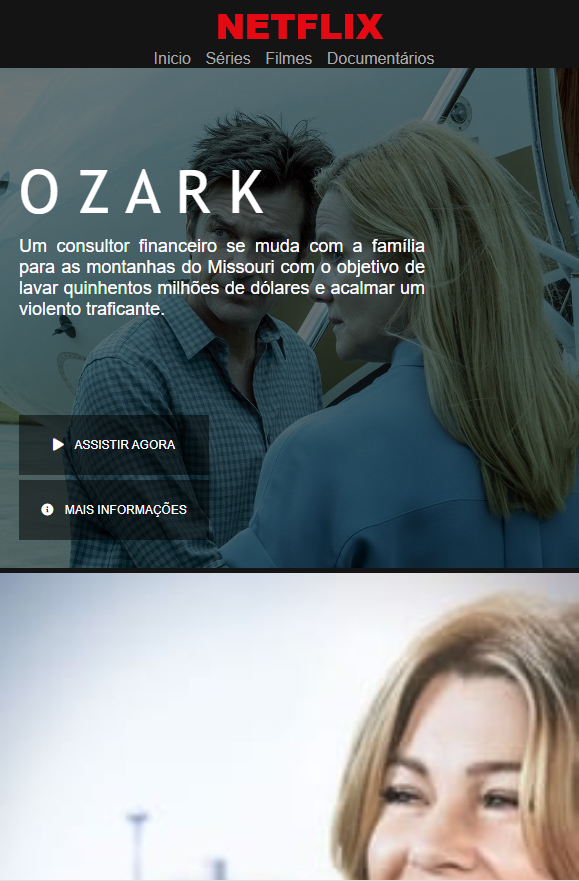 NETFLIX
Inicio Séries Filmes Documentários
OZARK
Um consultor financeiro se muda com a família
para as montanhas do Missouri com o objetivo de
lavar quinhentos milhões de dólares e acalmar um
violento traficante.
ASSISTIR AGORA
MAIS INFORMAÇÕES